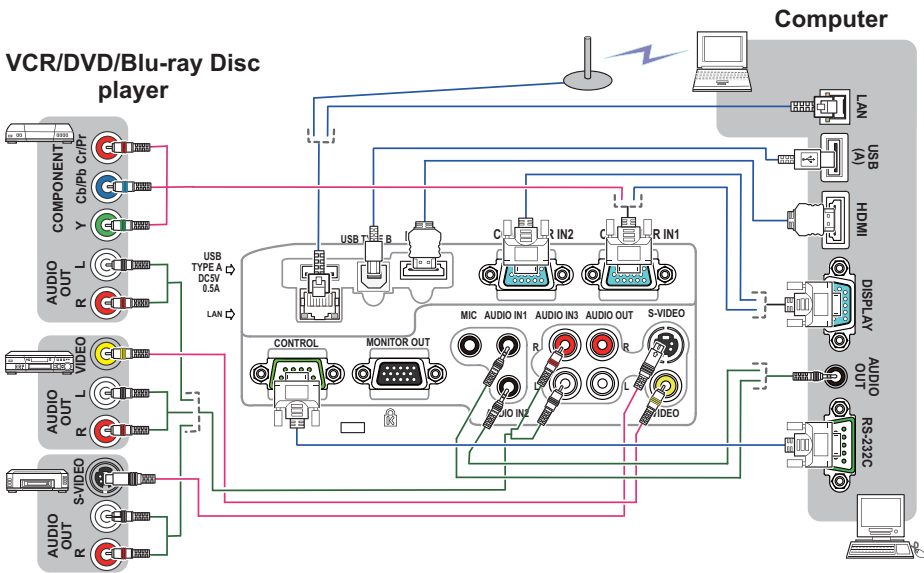 Computer
VCR/DVD/Blu-ray Disc
player
COMPONENT
Cr/Pr
Cb/Pb
Y
AUDIO
OUT
L
R
VIDEO
AUDIO
OUT
L
R
S-VIDEO
AUDIO
OUT
R
USB TYPE B
R IN2
R IN1
USB
TYPE A
DC5V
0.5A
LAN
MIC
AUDIO IN1
AUDIO IN3
AUDIO OUT
S-VIDEO
CONTROL
MONITOR OUT
R
R
L
IN2
VIDEO
LAN
USB
(A)
HDMI
DISPLAY
AUDIO
OUT
RS-232C